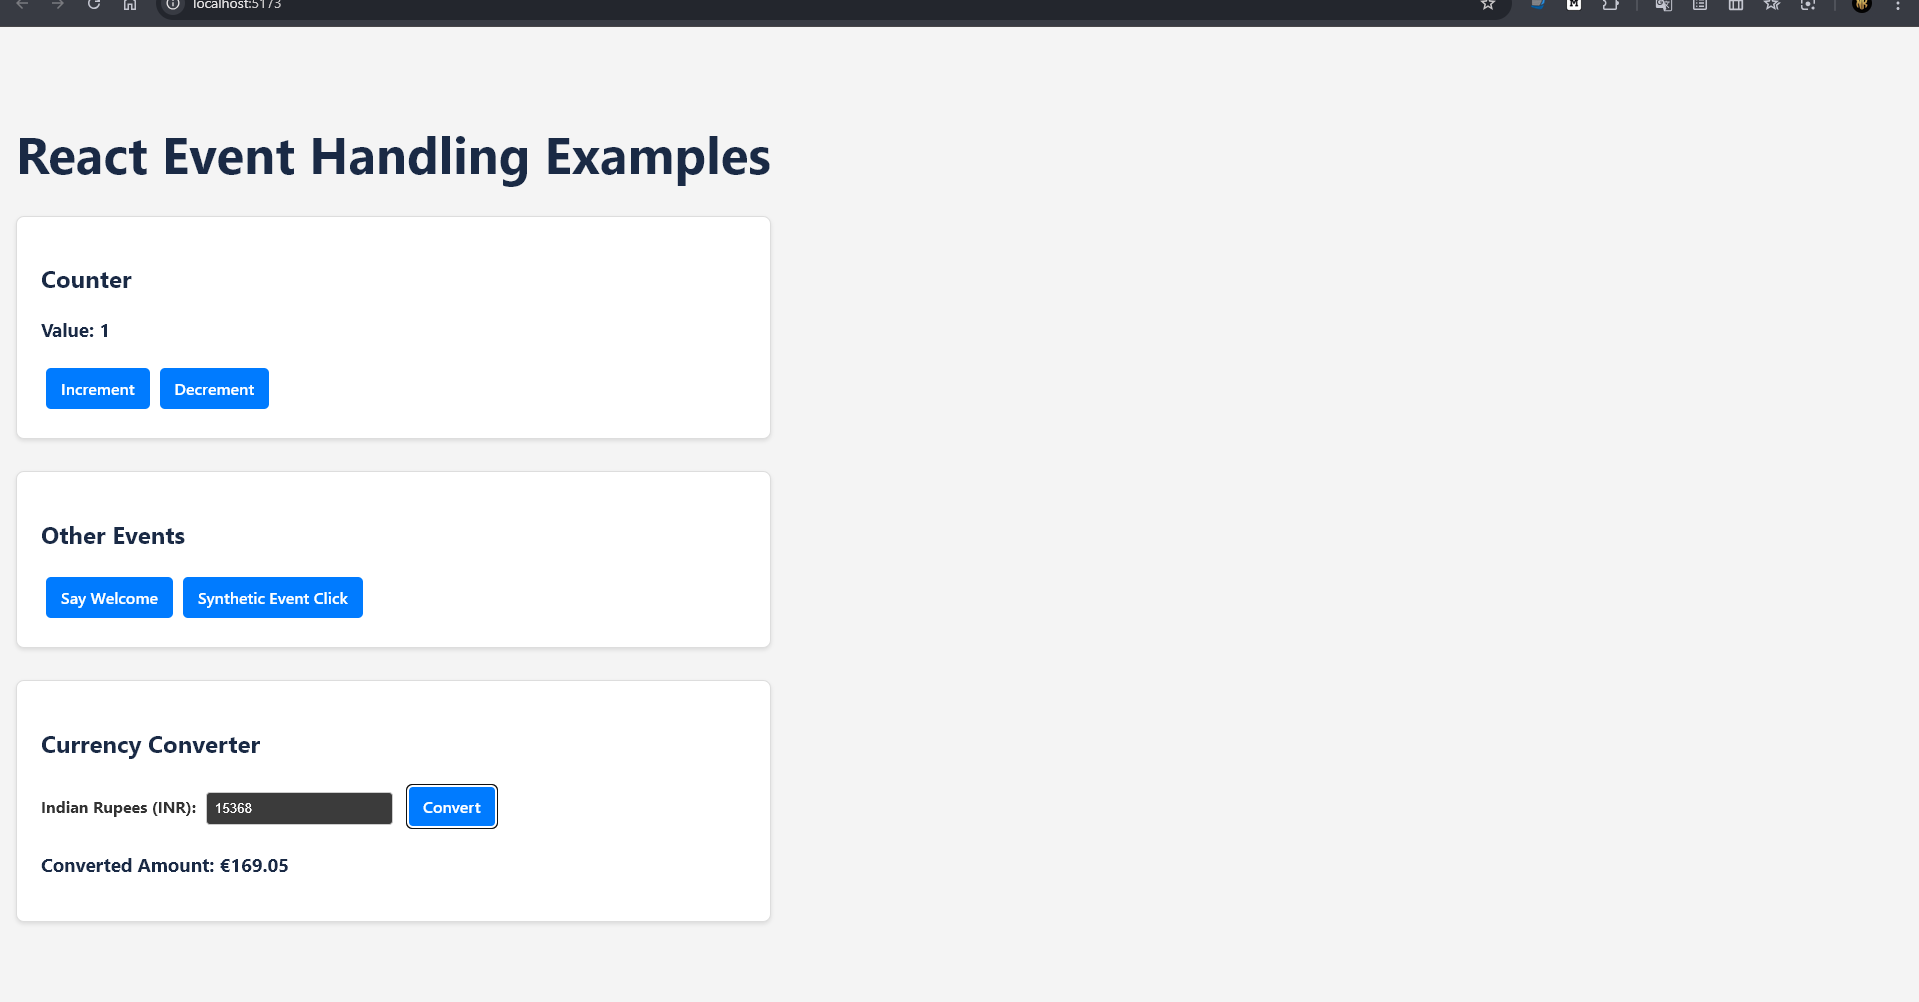 localhost:5173
React Event Handling Examples
Counter
Value: 1
Increment Decrement
Other Events
Say Welcome Synthetic Event Click
Currency Converter
Indian Rupees (INR): 15368 Convert
Converted Amount: €169.05